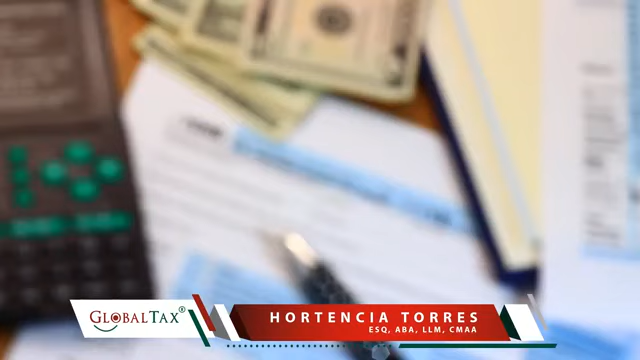 GLOBALTAX®
HORTENCIA TORRES
ESQ, ABA, LLM, CMAA